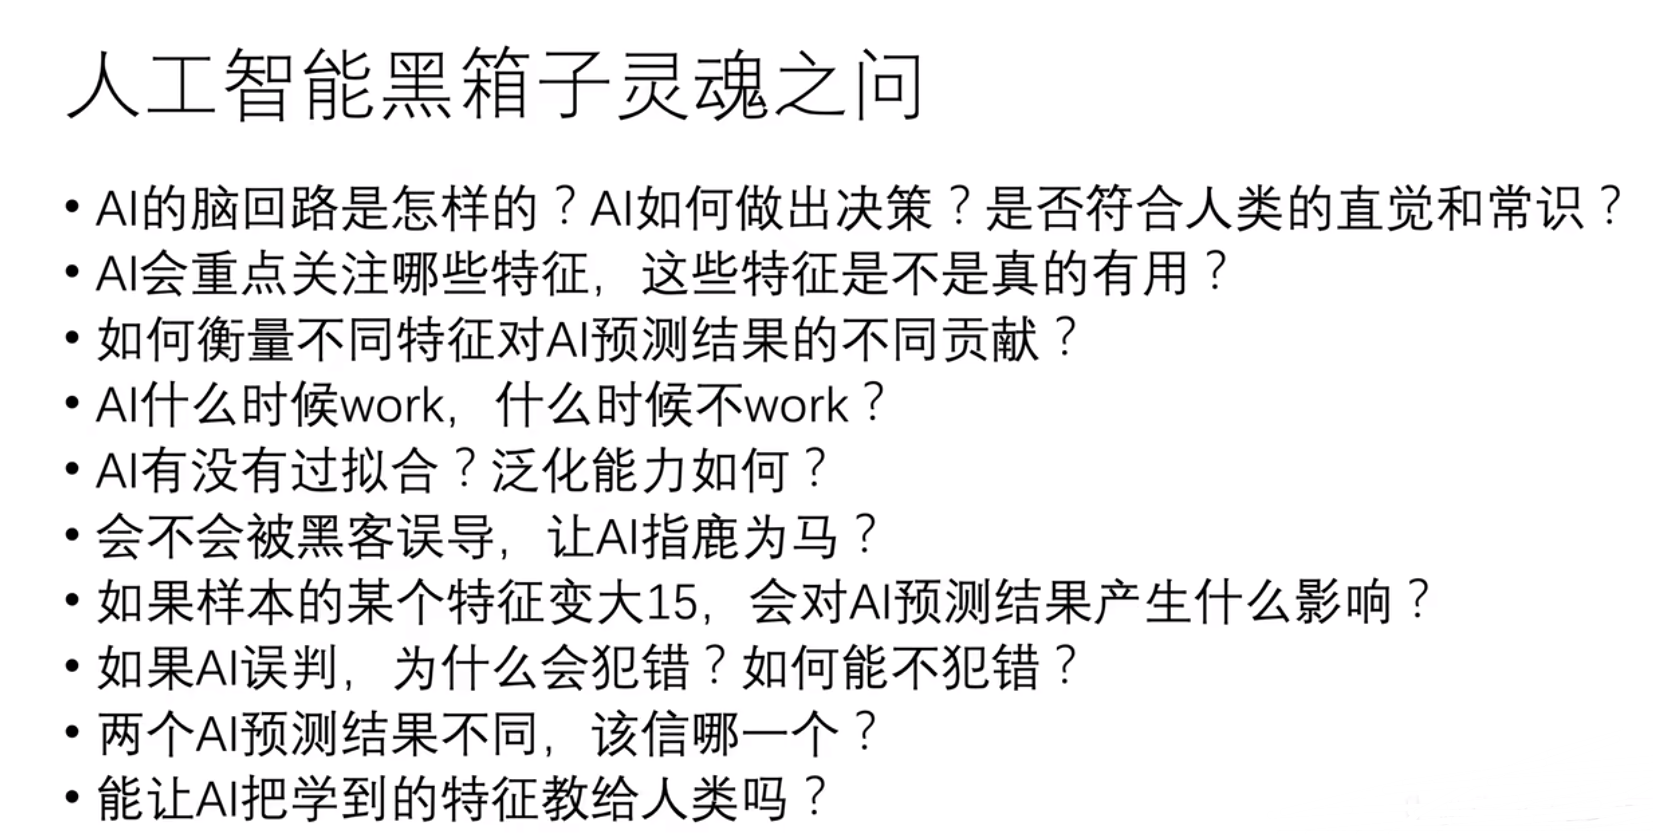 人工智能黑箱子灵魂之问
• AI的脑回路是怎样的？AI如何做出决策？是否符合人类的直觉和常识？
• AI会重点关注哪些特征，这些特征是不是真的有用？
• 如何衡量不同特征对AI预测结果的不同贡献？
• AI什么时候work，什么时候不work？
• AI有没有过拟合？泛化能力如何？
• 会不会被黑客误导，让AI指鹿为马？
• 如果样本的某个特征变大15，会对AI预测结果产生什么影响？
• 如果AI误判，为什么会犯错？如何能不犯错？
• 两个AI预测结果不同，该信哪一个？
• 能让AI把学到的特征教给人类吗？